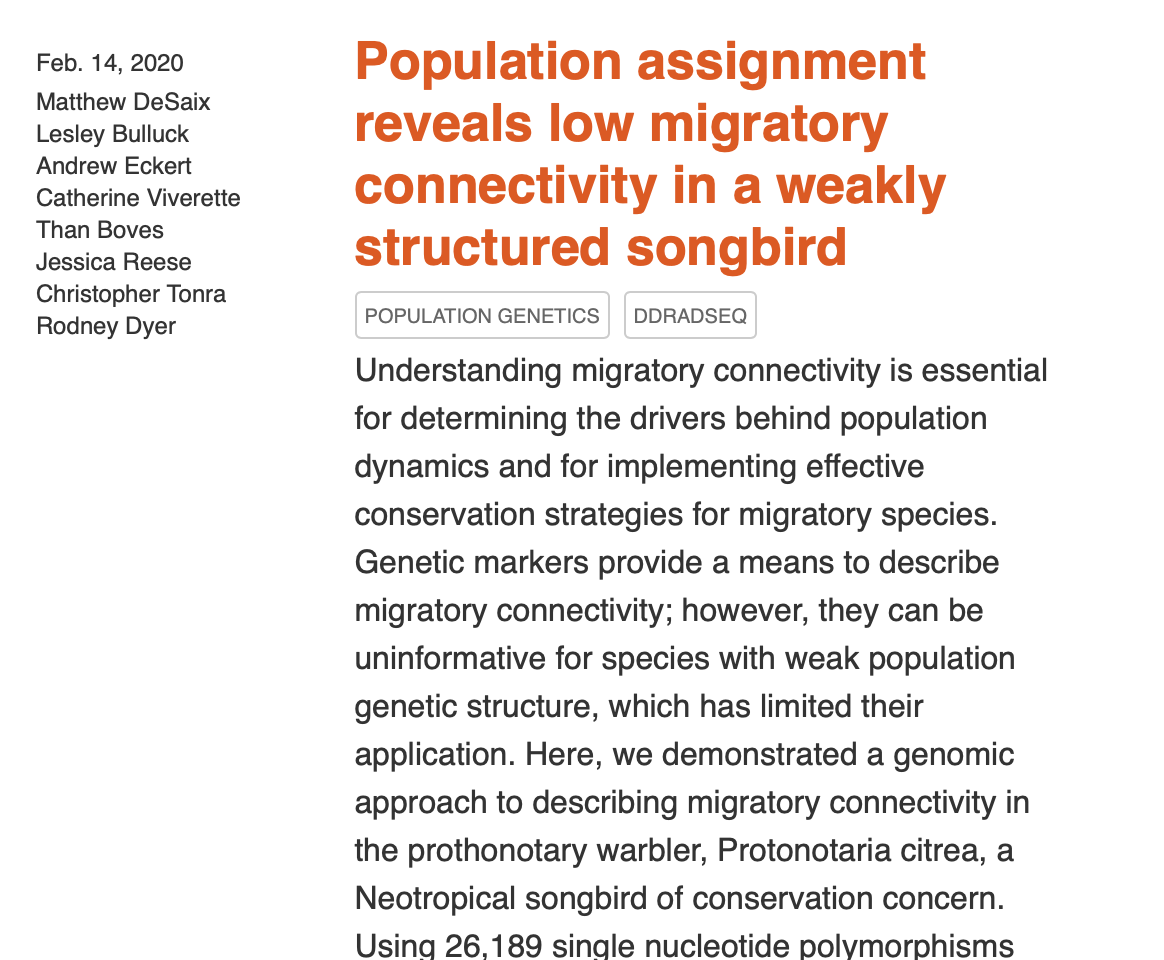 Feb. 14, 2020
Matthew DeSaix
Lesley Bulluck
Andrew Eckert
Catherine Viverette
Than Boves
Jessica Reese
Christopher Tonra
Rodney Dyer
Population assignment
reveals low migratory
connectivity in a weakly
structured songbird
POPULATION GENETICS
DDRADSEQ
Understanding migratory connectivity is essential
for determining the drivers behind population
dynamics and for implementing effective
conservation strategies for migratory species.
Genetic markers provide a means to describe
migratory connectivity; however, they can be
uninformative for species with weak population
genetic structure, which has limited their
application. Here, we demonstrated a genomic
approach to describing migratory connectivity in
the prothonotary warbler, Protonotaria citrea, a
Neotropical songbird of conservation concern.
Using 26,189 single nucleotide polymorphisms